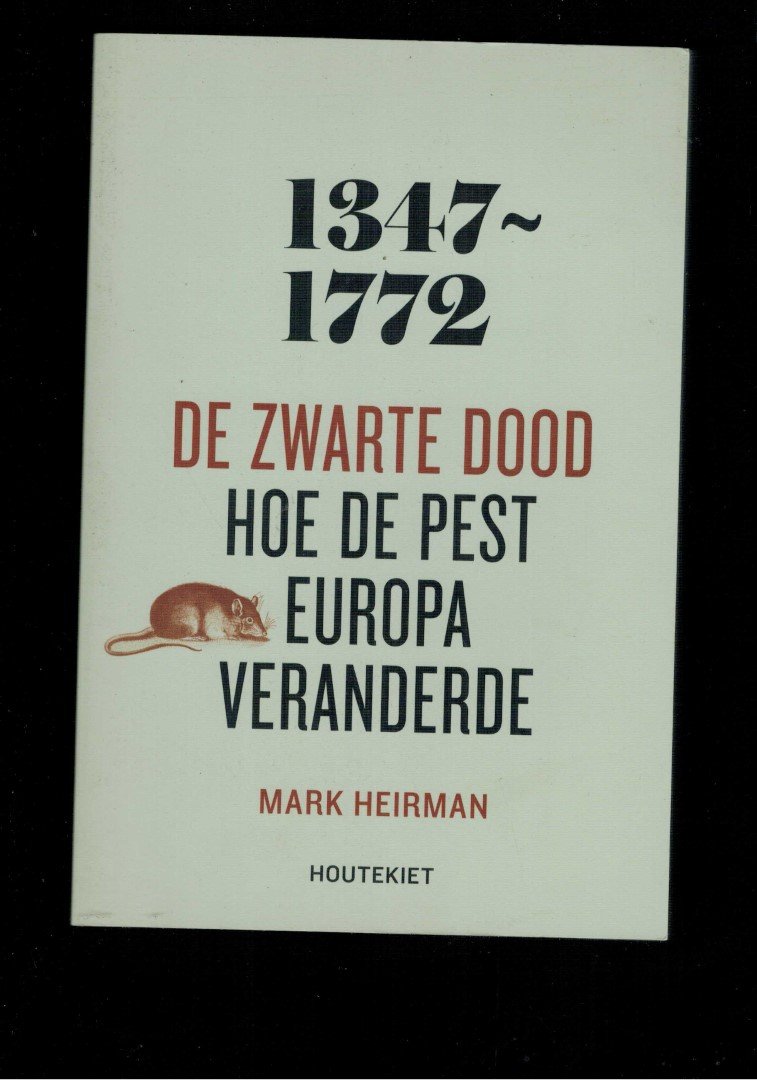 1347~
1772
DE ZWARTE DOOD
HOE DE PEST
EUROPA
VERANDERDE
MARK HEIRMAN
HOUTEKIET